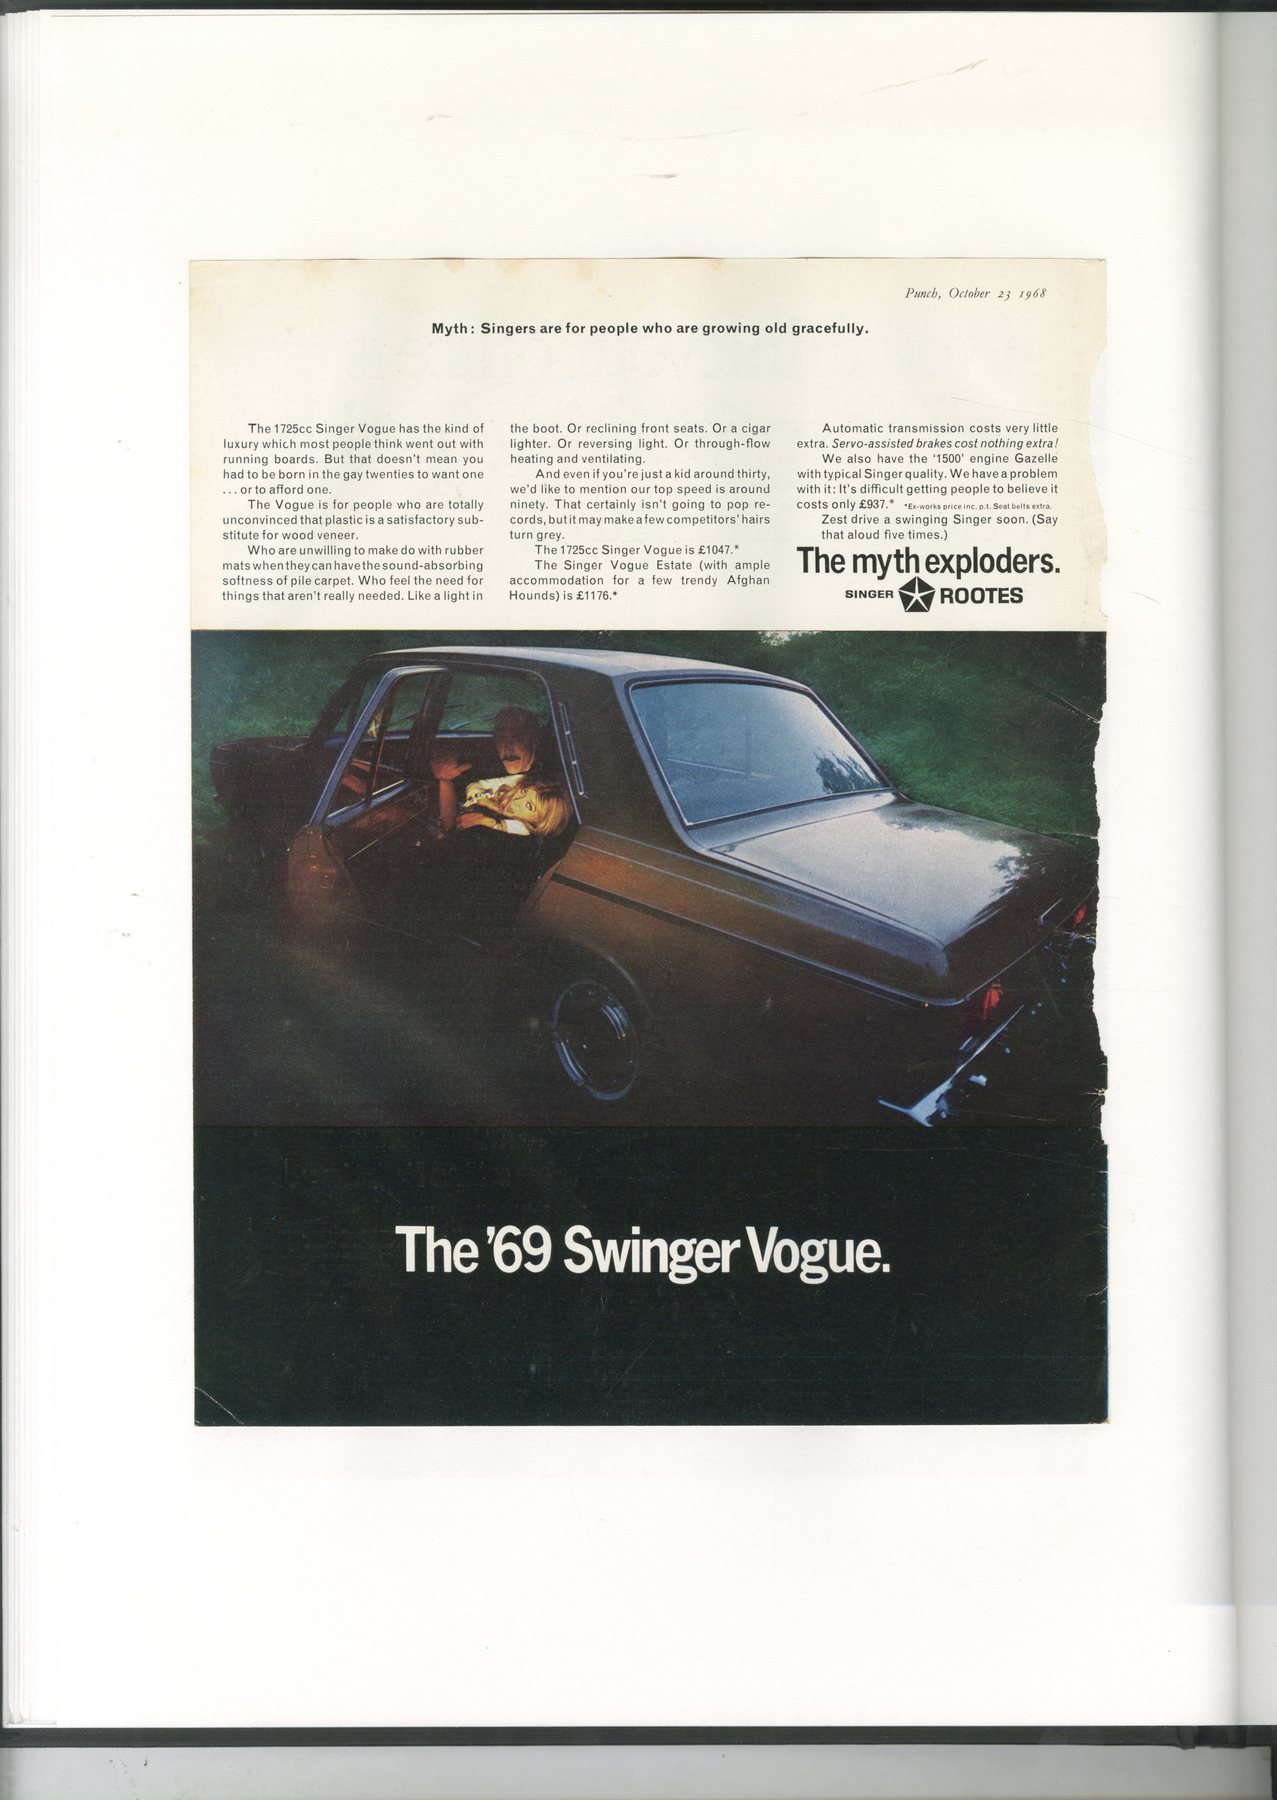 Punch, October 23 1968
Myth: Singers are for people who are growing old gracefully.
The 1725cc Singer Vogue has the kind of
luxury which most people think went out with
running boards. But that doesn't mean you
had to be born in the gay twenties to want one
... or to afford one.
The Vogue is for people who are totally
unconvinced that plastic is a satisfactory sub-
stitute for wood veneer.
Who are unwilling to make do with rubber
mats when they can have the sound-absorbing
softness of pile carpet. Who feel the need for
things that aren't really needed. Like a light in
the boot. Or reclining front seats. Or a cigar
lighter. Or reversing light. Or through-flow
heating and ventilating.
And even if you're just a kid around thirty,
we'd like to mention our top speed is around
ninety. That certainly isn't going to pop re-
cords, but it may make a few competitors' hairs
turn grey.
The 1725cc Singer Vogue is £1047.*
The Singer Vogue Estate (with ample
accommodation for a few trendy Afghan
Hounds) is £1176.*
Automatic transmission costs very little
extra. Servo-assisted brakes cost nothing extra!
We also have the '1500' engine Gazelle
with typical Singer quality. We have a problem
with it: It's difficult getting people to believe it
costs only £937.* *Ex-works price inc. p.t. Seat belts extra.
Zest drive a swinging Singer soon. (Say
that aloud five times.)
The myth exploders.
SINGER ROOTES
The '69 Swinger Vogue.